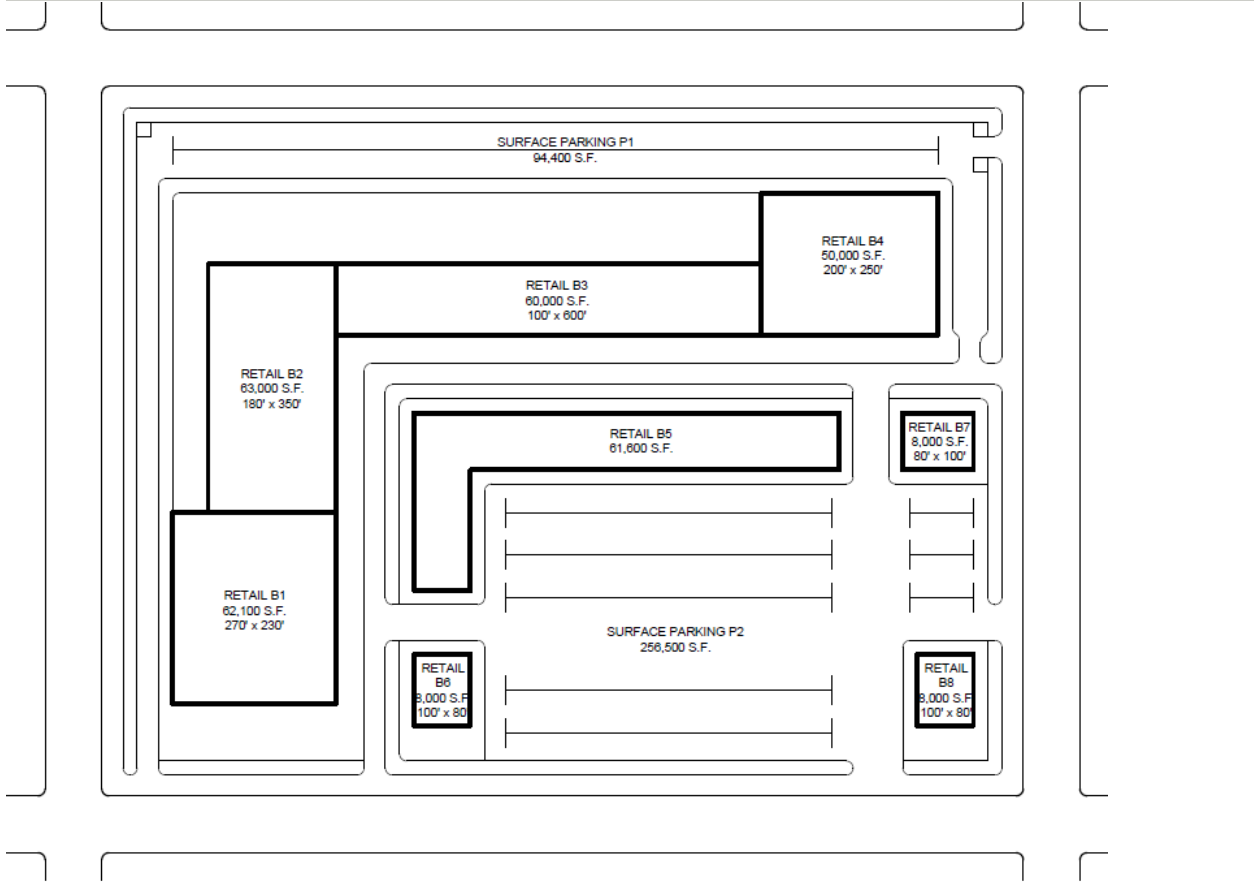 SURFACE PARKING P1
94,400 S.F.
RETAIL B4
50,000 S.F.
200' x 250'
RETAIL B3
60,000 S.F.
100' x 600'
RETAIL B2
63,000 S.F.
180' x 350'
RETAIL B5
61,600 S.F.
RETAIL B7
8,000 S.F.
80' x 100'
RETAIL B1
62,100 S.F.
270' x 230'
SURFACE PARKING P2
256,500 S.F.
RETAIL
B6
8,000 S.F
100' x 80'
RETAIL
B8
8,000 S.F
100' x 80'